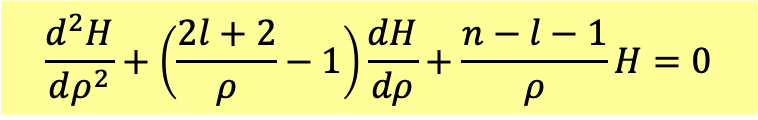 d²H/dρ² + ((2l + 2)/ρ − 1) dH/dρ + (n − l − 1)/ρ H = 0